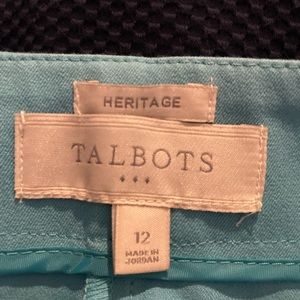 HERITAGE
TALBOTS
12
MADE IN
JORDAN